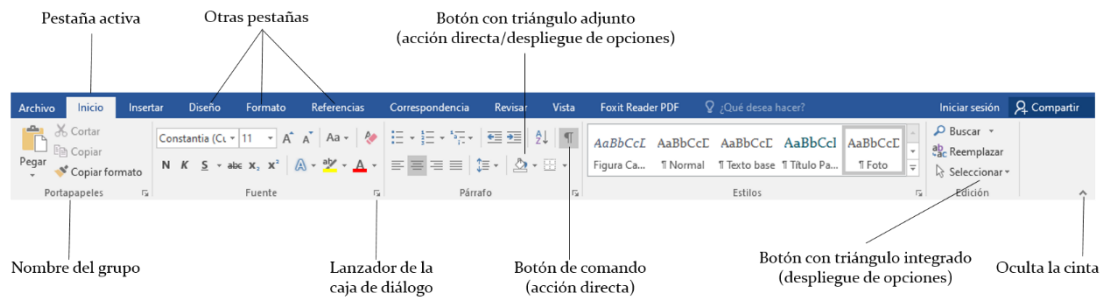 Pestaña activa
Otras pestañas
Botón con triángulo adjunto
(acción directa/despliegue de opciones)
Archivo Inicio Insertar Diseño Formato Referencias Correspondencia Revisar Vista Foxit Reader PDF ¿Qué desea hacer? Iniciar sesión Compartir
Pegar
Cortar
Copiar
Copiar formato
Portapapeles
Constantia (Cu 11 A A Aa
N K S abc x₂ x² A aby A
Fuente
Párrafo
AaBbCcL AaBbCcD AaBbCcD AaBbCcI AaBbCcD
Figura Ca... ¶ Normal ¶ Texto base ¶ Título Pa... ¶ Foto
Estilos
Buscar
Reemplazar
Seleccionar
Edición
Nombre del grupo
Lanzador de la
caja de diálogo
Botón de comando
(acción directa)
Botón con triángulo integrado
(despliegue de opciones)
Oculta la cinta